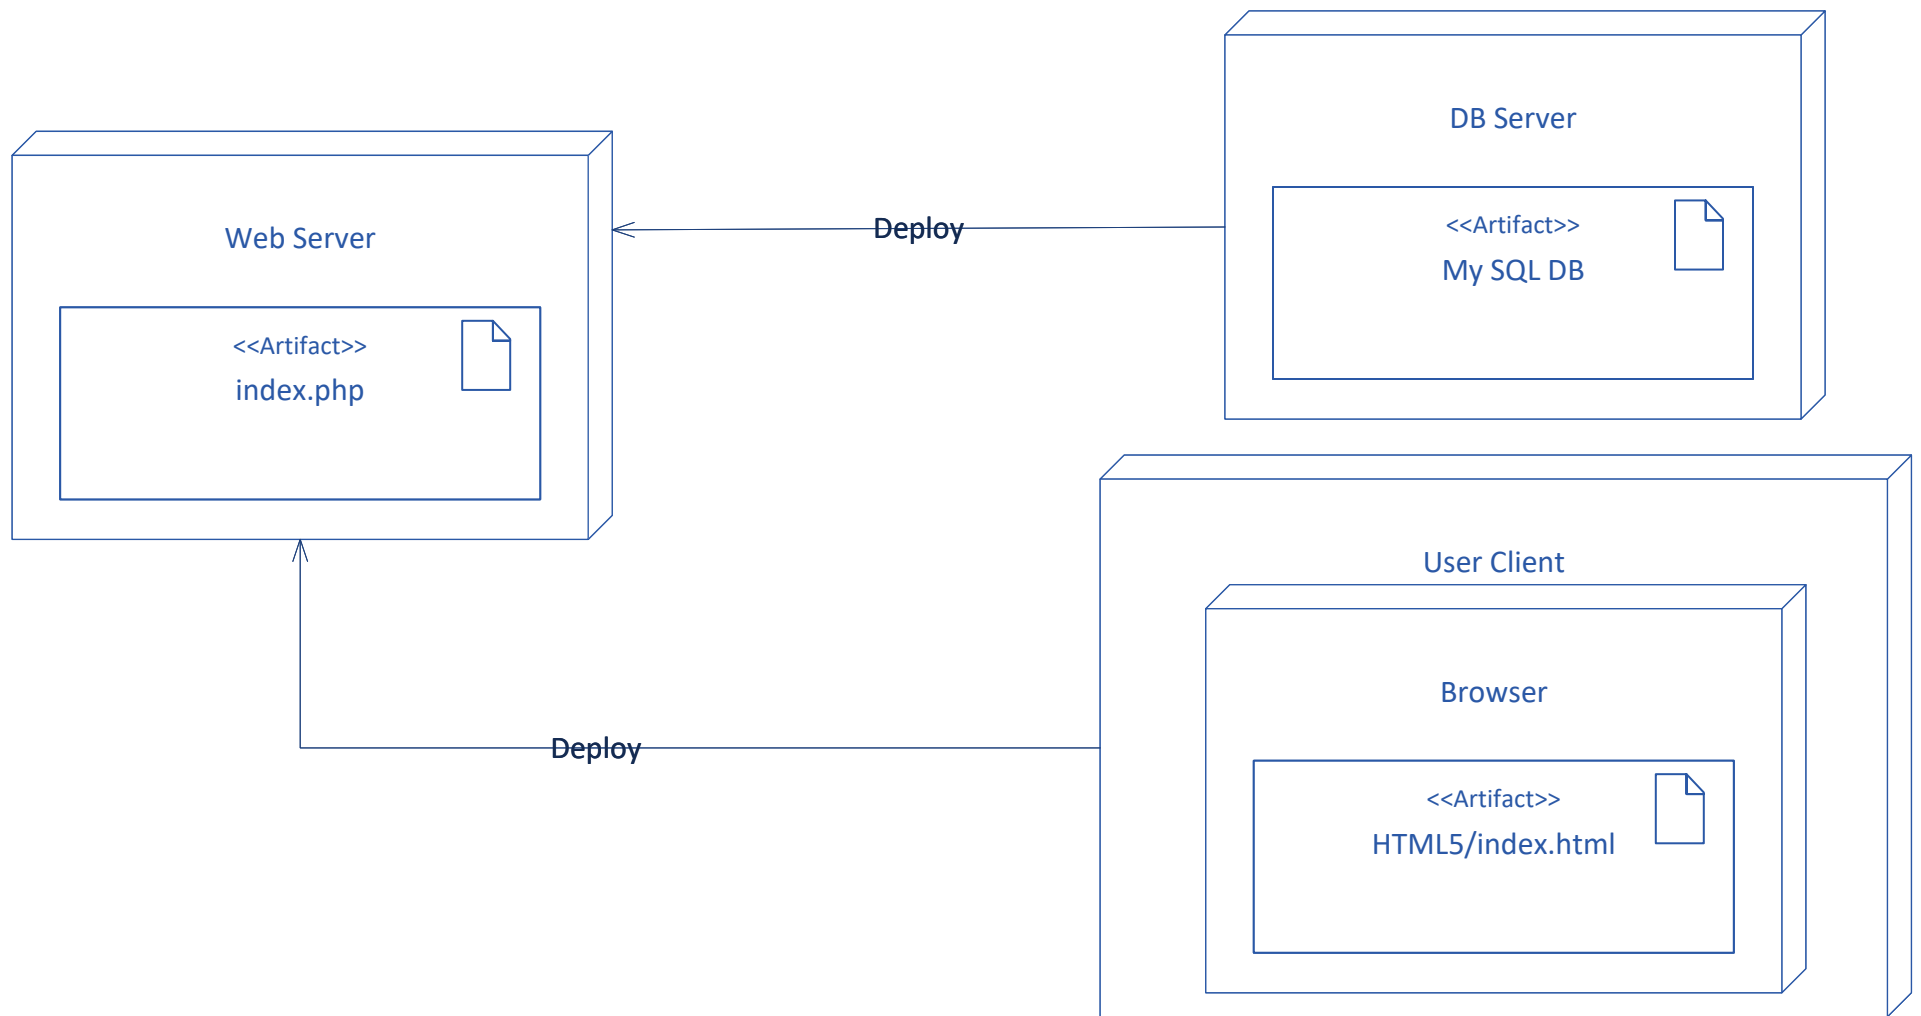 DB Server
<<Artifact>>
My SQL DB
Web Server
<<Artifact>>
index.php
Deploy
User Client
Browser
<<Artifact>>
HTML5/index.html
Deploy